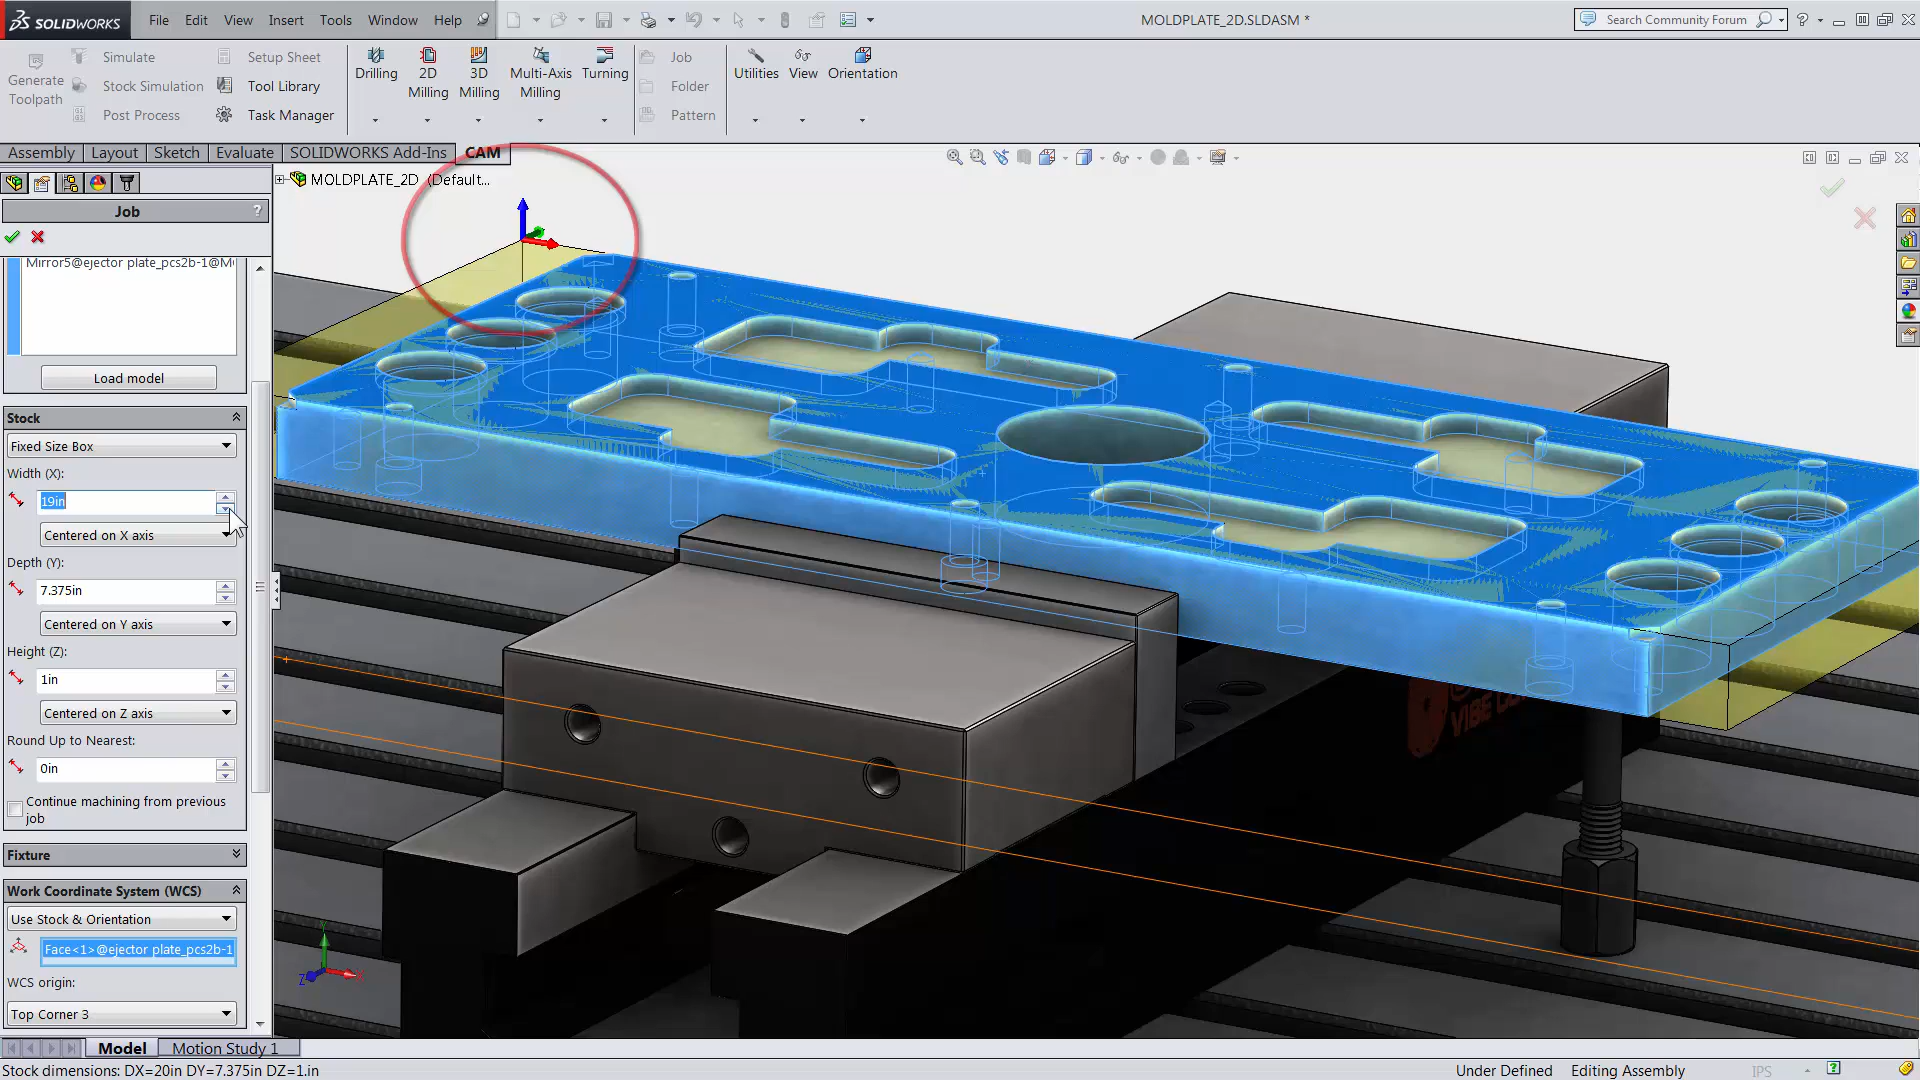 SOLIDWORKS File Edit View Insert Tools Window Help MOLDPLATE_2D.SLDASM * Search Community Forum ?
Generate Toolpath
Simulate
Stock Simulation
Post Process
Setup Sheet
Tool Library
Task Manager
Drilling
2D Milling
3D Milling
Multi-Axis Milling
Turning
Job
Folder
Pattern
Utilities
View
Orientation
Assembly Layout Sketch Evaluate SOLIDWORKS Add-Ins CAM
MOLDPLATE_2D (Default...
Job ?
Mirror5@ejector plate_pcs2b-1@M
Load model
Stock
Fixed Size Box
Width (X):
19in
Centered on X axis
Depth (Y):
7.375in
Centered on Y axis
Height (Z):
1in
Centered on Z axis
Round Up to Nearest:
0in
Continue machining from previous
job
Fixture
Work Coordinate System (WCS)
Use Stock & Orientation
Face<1>@ejector plate_pcs2b-1
WCS origin:
Top Corner 3
Y
X
Z
Model Motion Study 1
Stock dimensions: DX=20in DY=7.375in DZ=1.in Under Defined Editing Assembly IPS ?